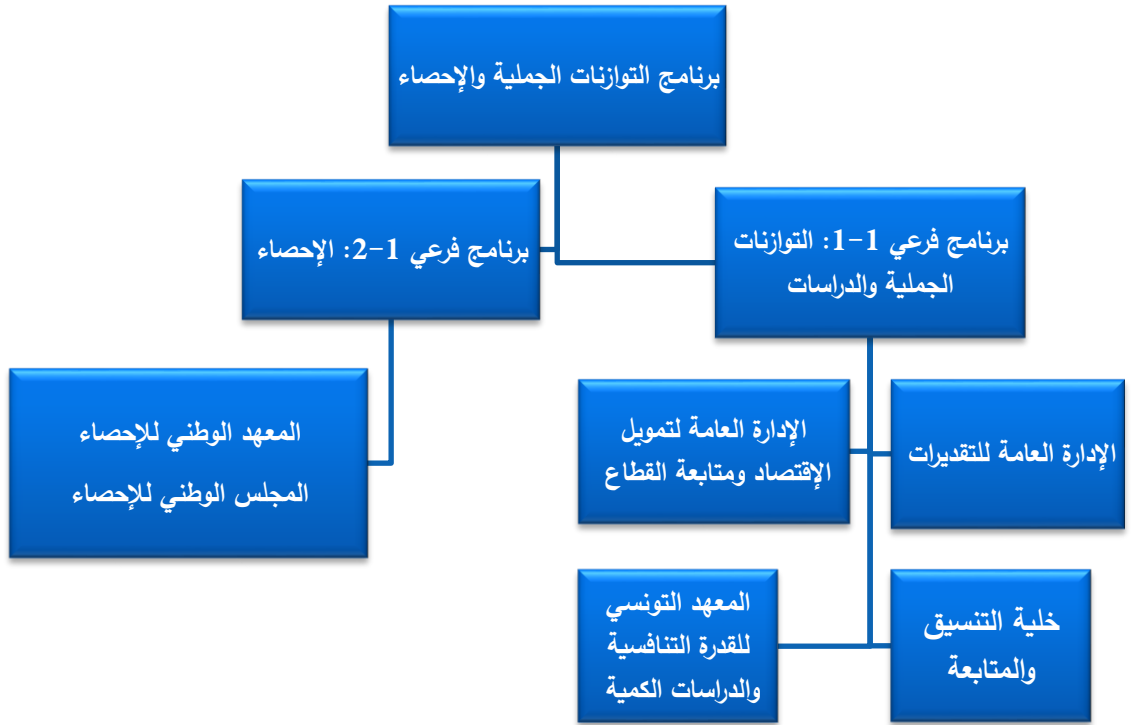 برنامج التوازنات الجملية والإحصاء
برنامج فرعي 1-1: التوازنات
الجملية والدراسات
برنامج فرعي 1-2: الإحصاء
الإدارة العامة للتقديرات
الإدارة العامة لتمويل
الإقتصاد ومتابعة القطاع
المعهد الوطني للإحصاء
المجلس الوطني للإحصاء
خلية التنسيق
والمتابعة
المعهد التونسي
للقدرة التنافسية
والدراسات الكمية